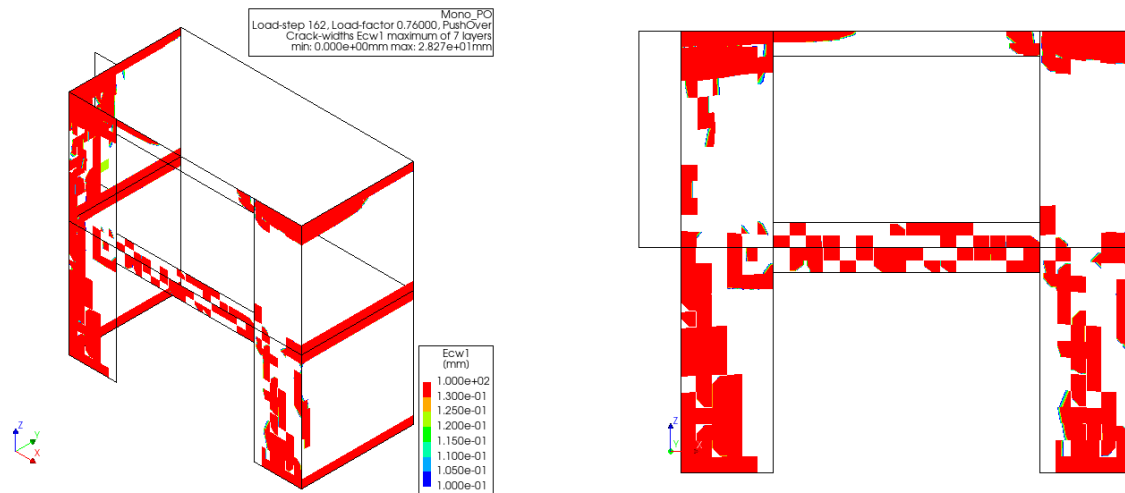 Mono_PO
Load-step 162, Load-factor 0.76000, PushOver
Crack-widths Ecw1 maximum of 7 layers
min: 0.000e+00mm max: 2.827e+01mm
Ecw1
(mm)
1.000e+02
1.300e-01
1.250e-01
1.200e-01
1.150e-01
1.100e-01
1.050e-01
1.000e-01
Z
Y
X
Z
Y
X